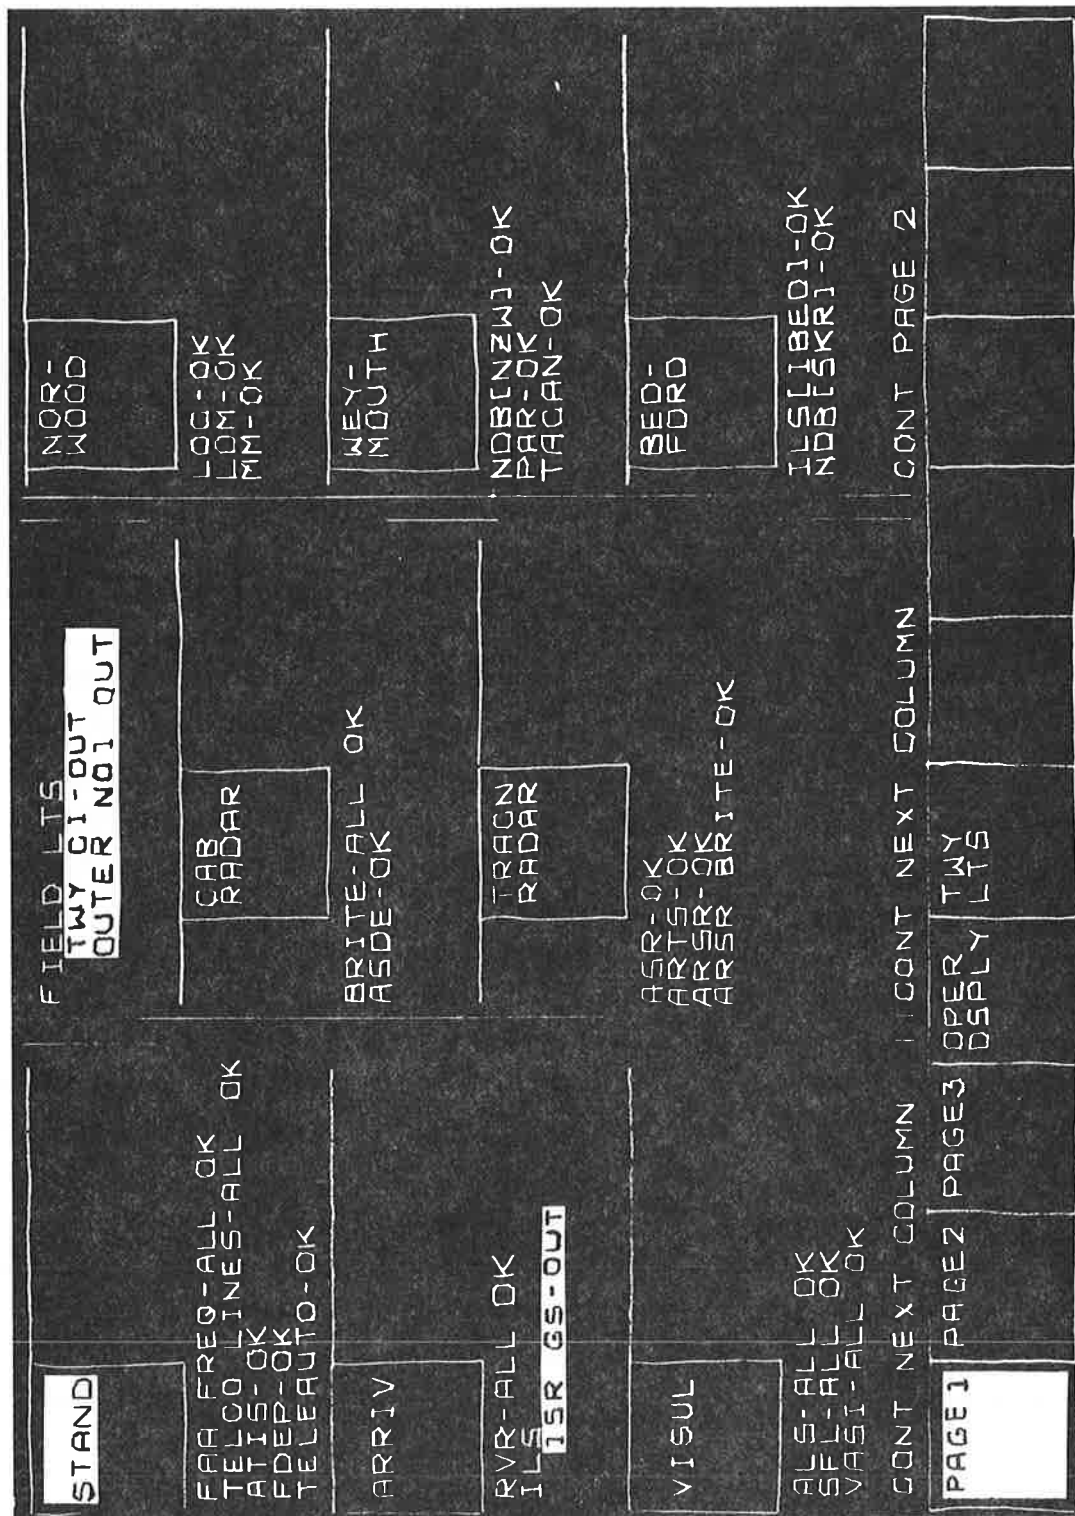 STAND
FAA FREQ-ALL OK
TELCO LINES-ALL OK
ATIS-OK
FDEP-OK
TELEAUTO-OK
ARRIV
RVR-ALL OK
ILS
15R GS-OUT
VISUL
ALS-ALL OK
SFL-ALL OK
VASI-ALL OK
CONT NEXT COLUMN
FIELD LTS
TWY CI-OUT
OUTER NO1 OUT
CAB
RADAR
BRITE-ALL OK
ASDE-OK
TRACN
RADAR
ASR-OK
ARTS-OK
ARSR-OK
ARSR BRITE-OK
CONT NEXT COLUMN
NOR-
WOOD
LOC-OK
LOM-OK
MM-OK
WEY-
MOUTH
NDB[NZW]-OK
PAR-OK
TACAN-OK
BED-
FORD
ILS[IBED]-OK
NDB[SKR]-OK
CONT PAGE 2
PAGE1
PAGE2
PAGE3
OPER
DSPLY
TWY
LTS